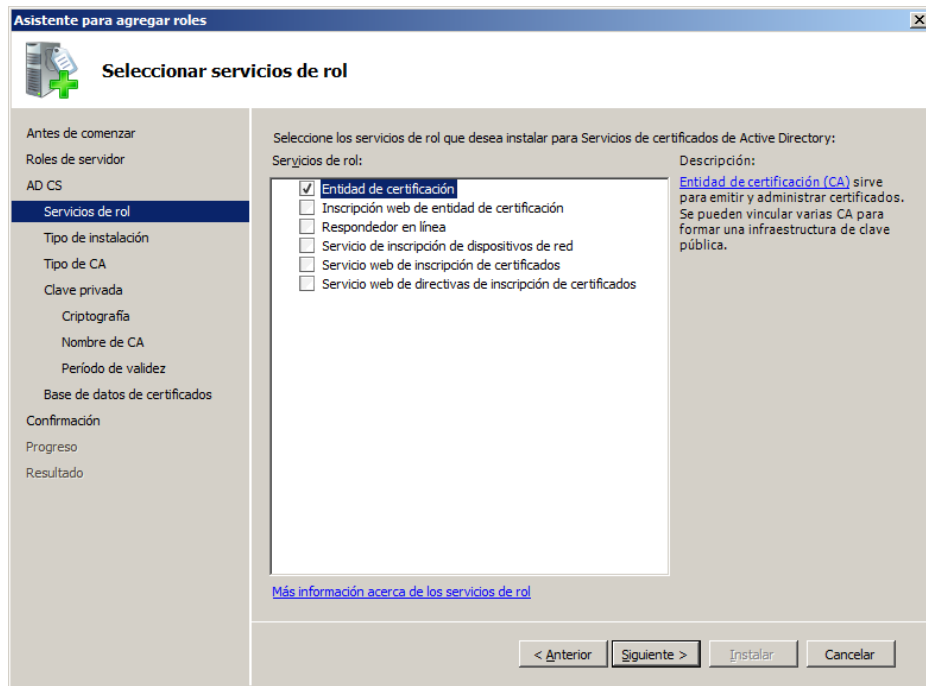 Asistente para agregar roles
Seleccionar servicios de rol
Antes de comenzar
Roles de servidor
AD CS
Servicios de rol
Tipo de instalación
Tipo de CA
Clave privada
Criptografía
Nombre de CA
Período de validez
Base de datos de certificados
Confirmación
Progreso
Resultado
Seleccione los servicios de rol que desea instalar para Servicios de certificados de Active Directory:
Servicios de rol:
Entidad de certificación
Inscripción web de entidad de certificación
Respondedor en línea
Servicio de inscripción de dispositivos de red
Servicio web de inscripción de certificados
Servicio web de directivas de inscripción de certificados
Descripción:
Entidad de certificación (CA) sirve
para emitir y administrar certificados.
Se pueden vincular varias CA para
formar una infraestructura de clave
pública.
Más información acerca de los servicios de rol
< Anterior
Siguiente >
Instalar
Cancelar